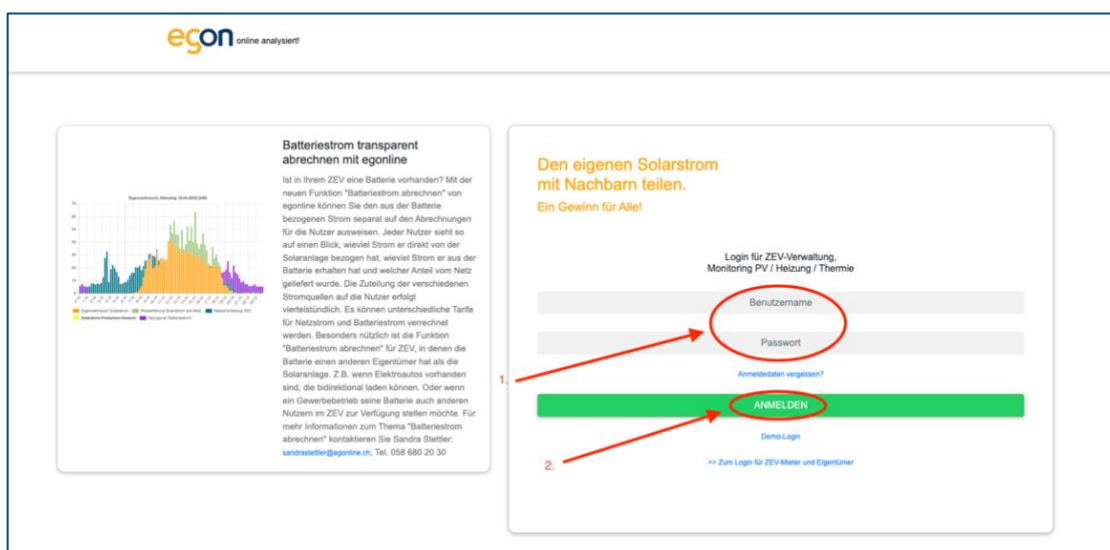 egon online analysiert!
Batteriestrom transparent
abrechnen mit egonline
Ist in Ihrem ZEV eine Batterie vorhanden? Mit der
neuen Funktion "Batteriestrom abrechnen" von
egonline können Sie den aus der Batterie
bezogenen Strom separat auf den Abrechnungen
für die Nutzer ausweisen. Jeder Nutzer sieht so
auf einen Blick, wieviel Strom er direkt von der
Solaranlage bezogen hat, wieviel Strom er aus der
Batterie erhalten hat und welcher Anteil vom Netz
geliefert wurde. Die Zuteilung der verschiedenen
Stromquellen auf die Nutzer erfolgt
viertelstündlich. Es können unterschiedliche Tarife
für Netzstrom und Batteriestrom verrechnet
werden. Besonders nützlich ist die Funktion
"Batteriestrom abrechnen" für ZEV, in denen die
Batterie einen anderen Eigentümer hat als die
Solaranlage. Z.B. wenn Elektroautos vorhanden
sind, die bidirektional laden können. Oder wenn
ein Gewerbebetrieb seine Batterie auch anderen
Nutzern im ZEV zur Verfügung stellen möchte. Für
mehr Informationen zum Thema "Batteriestrom
abrechnen" kontaktieren Sie Sandra Stettler:
sandrastettler@egonline.ch, Tel. 058 680 20 30
Den eigenen Solarstrom
mit Nachbarn teilen.
Ein Gewinn für Alle!
Login für ZEV-Verwaltung,
Monitoring PV / Heizung / Thermie
Benutzername
Passwort
1.
Anmeldedaten vergessen?
ANMELDEN
Demo-Login
2.
>> Zum Login für ZEV-Mieter und Eigentümer